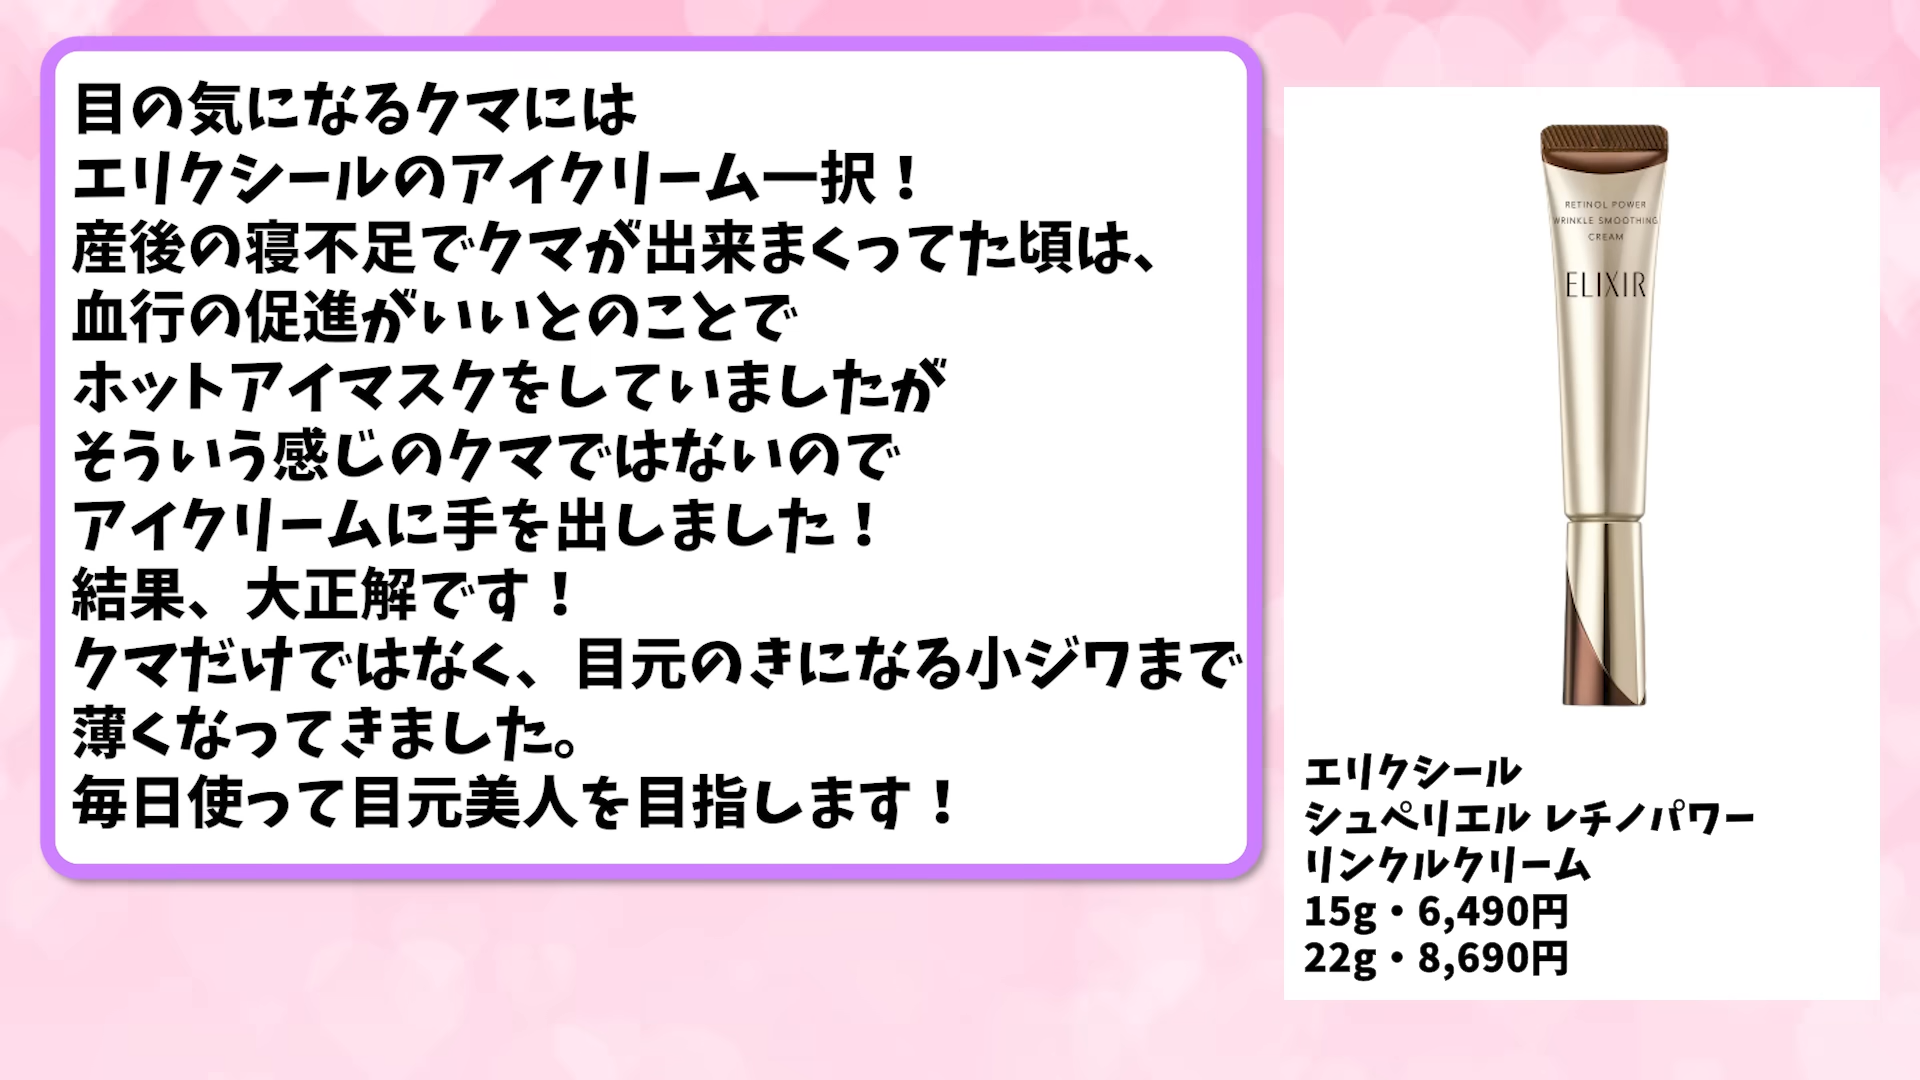 目の気になるクマには
エリクシールのアイクリーム一択！
産後の寝不足でクマが出来まくってた頃は、
血行の促進がいいとのことで
ホットアイマスクをしていましたが
そういう感じのクマではないので
アイクリームに手を出しました！
結果、大正解です！
クマだけではなく、目元のきになる小ジワまで
薄くなってきました。
毎日使って目元美人を目指します！
RETINOL POWER
WRINKLE SMOOTHING
CREAM
ELIXIR
エリクシール
シュペリエル レチノパワー
リンクルクリーム
15g・6,490円
22g・8,690円